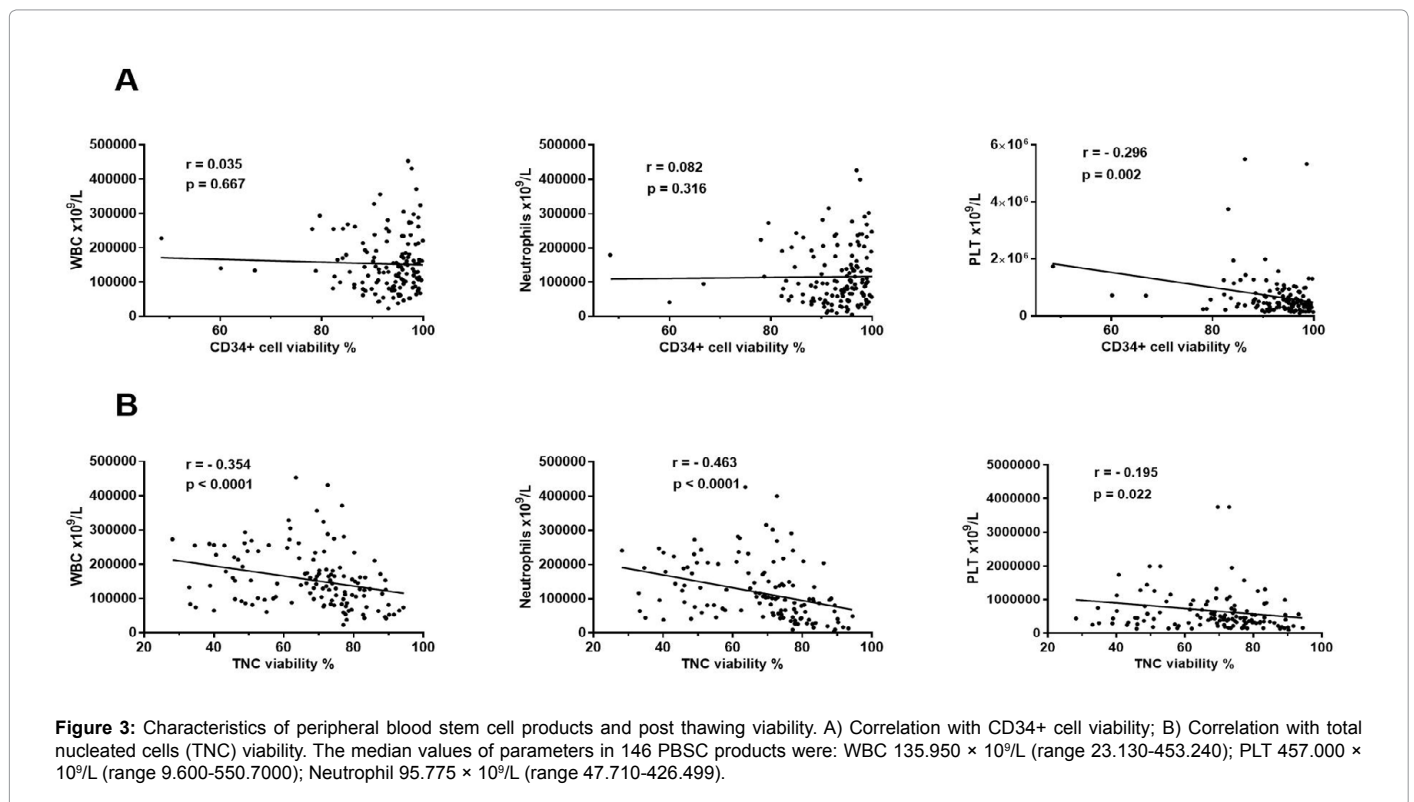 A
r = 0.035
p = 0.667
WBC x10⁹/L
500000
400000
300000
200000
100000
0
60
80
100
CD34+ cell viability %
r = 0.082
p = 0.316
Neutrophils x10⁹/L
500000
400000
300000
200000
100000
0
60
80
100
CD34+ cell viability %
r = - 0.296
p = 0.002
PLT x10⁹/L
6×10⁶
4×10⁶
2×10⁶
0
60
80
100
CD34+ cell viability %
B
r = - 0.354
p < 0.0001
WBC x10⁹/L
500000
400000
300000
200000
100000
0
20
40
60
80
100
TNC viability %
r = - 0.463
p < 0.0001
Neutrophils x10⁹/L
500000
400000
300000
200000
100000
0
20
40
60
80
100
TNC viability %
r = - 0.195
p = 0.022
PLT x10⁹/L
5000000
4000000
3000000
2000000
1000000
0
20
40
60
80
100
TNC viability %
Figure 3: Characteristics of peripheral blood stem cell products and post thawing viability. A) Correlation with CD34+ cell viability; B) Correlation with total
nucleated cells (TNC) viability. The median values of parameters in 146 PBSC products were: WBC 135.950 × 10⁹/L (range 23.130-453.240); PLT 457.000 ×
10⁹/L (range 9.600-550.7000); Neutrophil 95.775 × 10⁹/L (range 47.710-426.499).